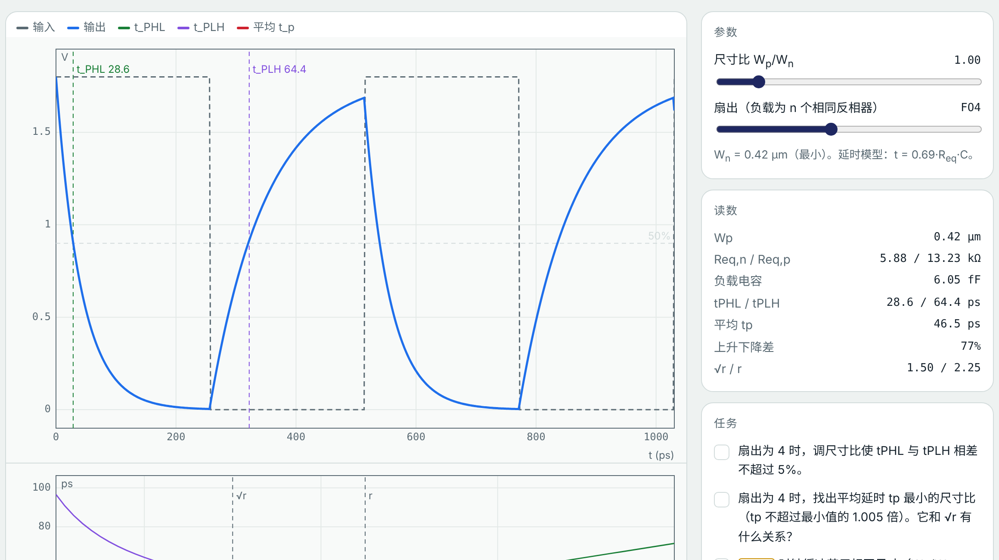 输入 输出 t_PHL t_PLH 平均 t_p
V
t_PHL 28.6
t_PLH 64.4
1.5
1
50%
0.5
0
0 200 400 600 800 1000
t (ps)
ps
100
√r
r
80
参数
尺寸比 Wp/Wn 1.00
扇出（负载为 n 个相同反相器） FO4
Wn = 0.42 µm（最小）。延时模型：t = 0.69·Req·C。
读数
Wp 0.42 µm
Req,n / Req,p 5.88 / 13.23 kΩ
负载电容 6.05 fF
tPHL / tPLH 28.6 / 64.4 ps
平均 tp 46.5 ps
上升下降差 77%
√r / r 1.50 / 2.25
任务
扇出为 4 时，调尺寸比使 tPHL 与 tPLH 相差
不超过 5%。
扇出为 4 时，找出平均延时 tp 最小的尺寸比
（tp 不超过最小值的 1.005 倍）。它和 √r 有
什么关系？